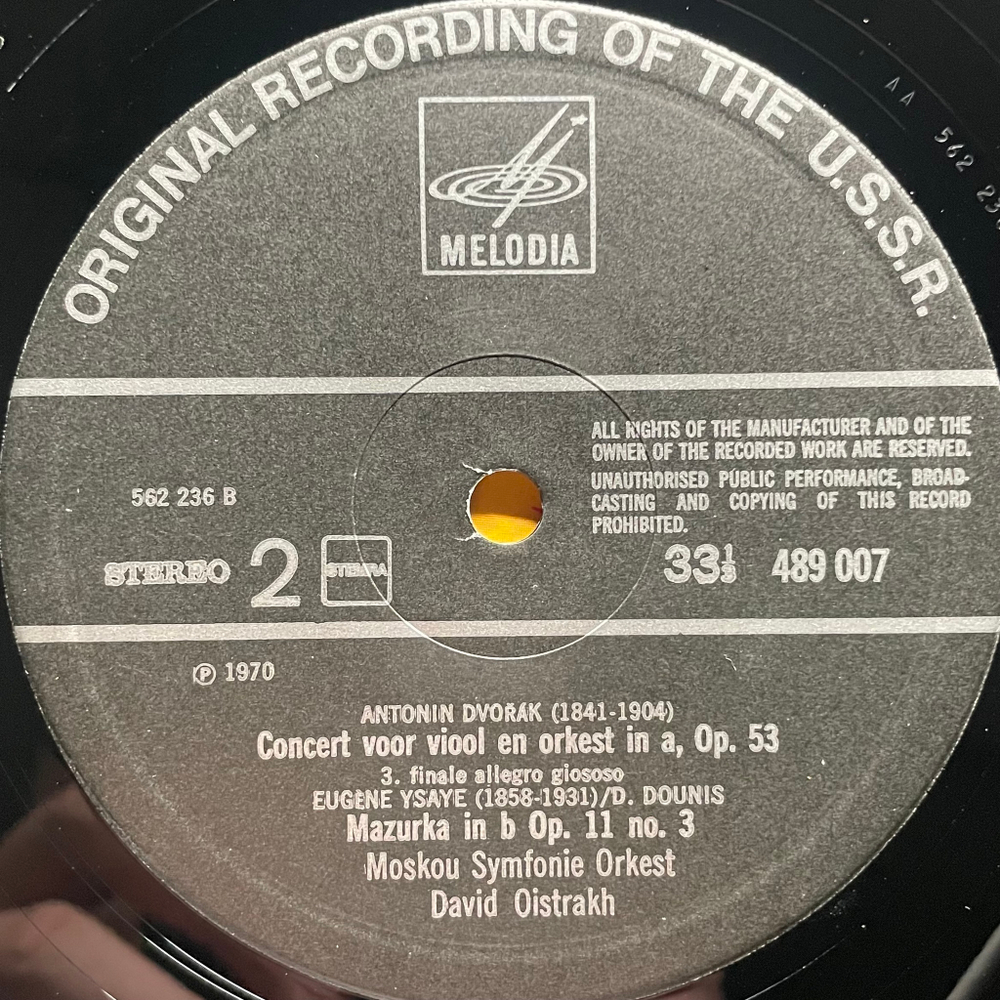 ORIGINAL RECORDING OF THE U.S.S.R.
AA 562 23
MELODIA
ALL RIGHTS OF THE MANUFACTURER AND OF THE
OWNER OF THE RECORDED WORK ARE RESERVED.
UNAUTHORISED PUBLIC PERFORMANCE, BROAD-
CASTING AND COPYING OF THIS RECORD
PROHIBITED.
562 236 B
STEREO 2 STEMRA
33⅓ 489 007
℗ 1970
ANTONIN DVOŘÁK (1841-1904)
Concert voor viool en orkest in a, Op. 53
3. finale allegro giososo
EUGÈNE YSAYE (1858-1931)/D. DOUNIS
Mazurka in b Op. 11 no. 3
Moskou Symfonie Orkest
David Oistrakh